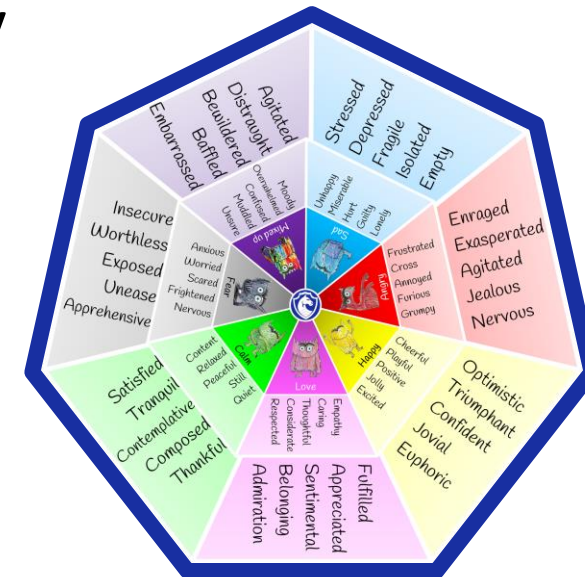 y
Agitated
Distraught
Bewildered
Baffled
Embarrassed
Moody
Overwhelmed
Confused
Muddled
Unsure
Mixed up
Stressed
Depressed
Fragile
Isolated
Empty
Unhappy
Miserable
Hurt
Guilty
Lonely
Sad
Enraged
Exasperated
Agitated
Jealous
Nervous
Frustrated
Cross
Annoyed
Furious
Grumpy
Angry
Optimistic
Triumphant
Confident
Jovial
Euphoric
Cheerful
Playful
Positive
Jolly
Excited
Happy
Fulfilled
Appreciated
Sentimental
Belonging
Admiration
Empathy
Caring
Thoughtful
Considerate
Respected
Love
Satisfied
Tranquil
Contemplative
Composed
Thankful
Content
Relaxed
Peaceful
Still
Quiet
Calm
Insecure
Worthless
Exposed
Unease
Apprehensive
Anxious
Worried
Scared
Frightened
Nervous
Fear